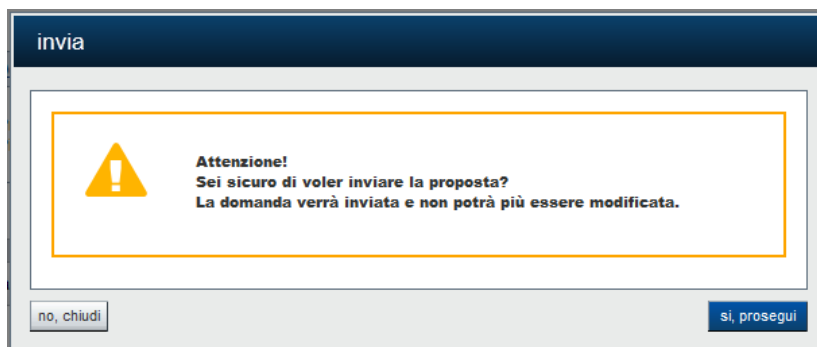 invia
Attenzione!
Sei sicuro di voler inviare la proposta?
La domanda verrà inviata e non potrà più essere modificata.
no, chiudi
si, prosegui